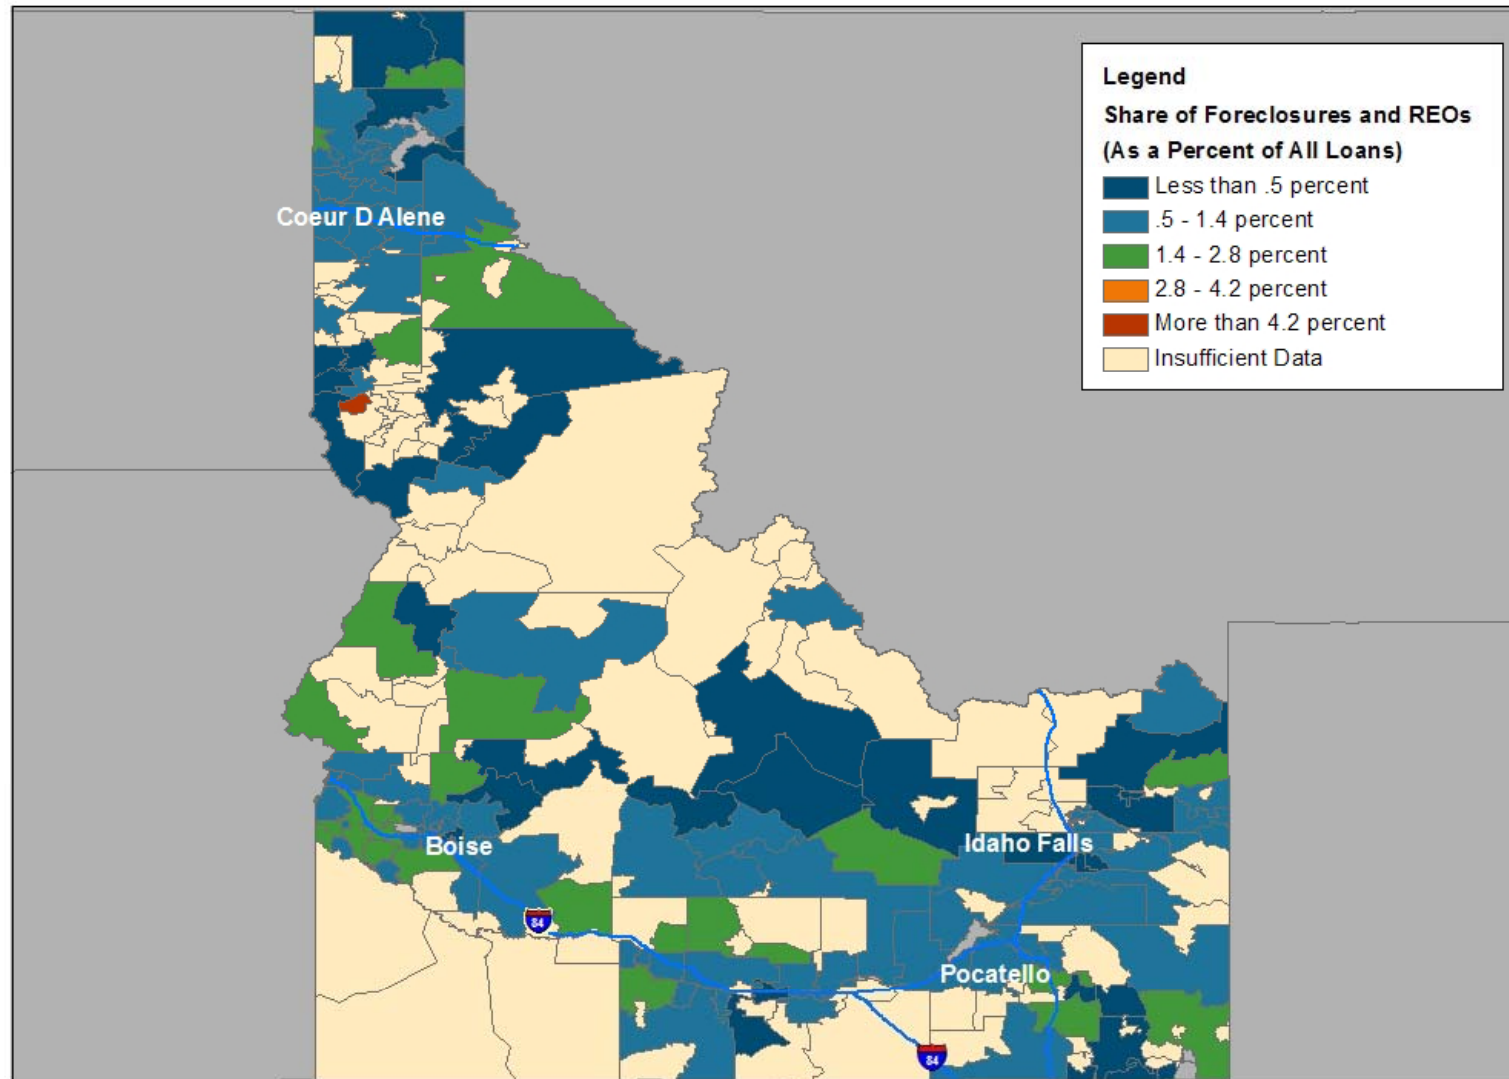 Legend
Share of Foreclosures and REOs
(As a Percent of All Loans)
Less than .5 percent
.5 - 1.4 percent
1.4 - 2.8 percent
2.8 - 4.2 percent
More than 4.2 percent
Insufficient Data
Coeur D Alene
Boise
Idaho Falls
84
Pocatello
84